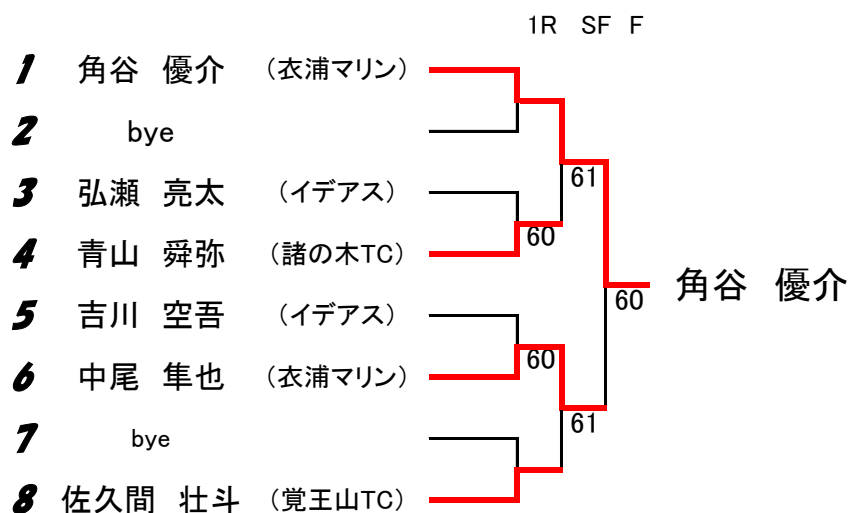 1R SF F
1 角谷 優介 (衣浦マリン)
2 bye
61
3 弘瀬 亮太 (イデアス)
60
4 青山 舜弥 (諸の木TC)
60 角谷 優介
5 吉川 空吾 (イデアス)
60
6 中尾 隼也 (衣浦マリン)
61
7 bye
8 佐久間 壮斗 (覚王山TC)